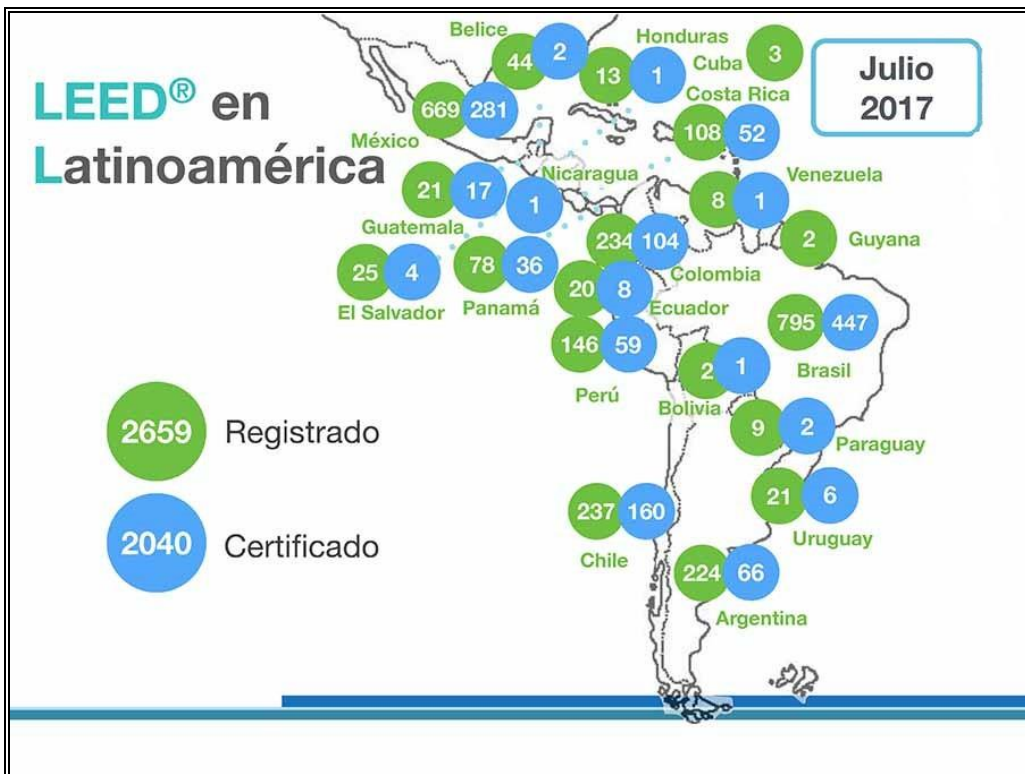 LEED® en
Latinoamérica
Julio
2017
Belice
44 2
Honduras
13 1
Cuba
3
México
669 281
Costa Rica
108 52
Guatemala
21 17
Nicaragua
1
Venezuela
8 1
Guyana
2
El Salvador
25 4
Panamá
78 36
Colombia
234 104
Ecuador
20 8
Perú
146 59
Brasil
795 447
Bolivia
2 1
Paraguay
9 2
Uruguay
21 6
Chile
237 160
Argentina
224 66
2659 Registrado
2040 Certificado